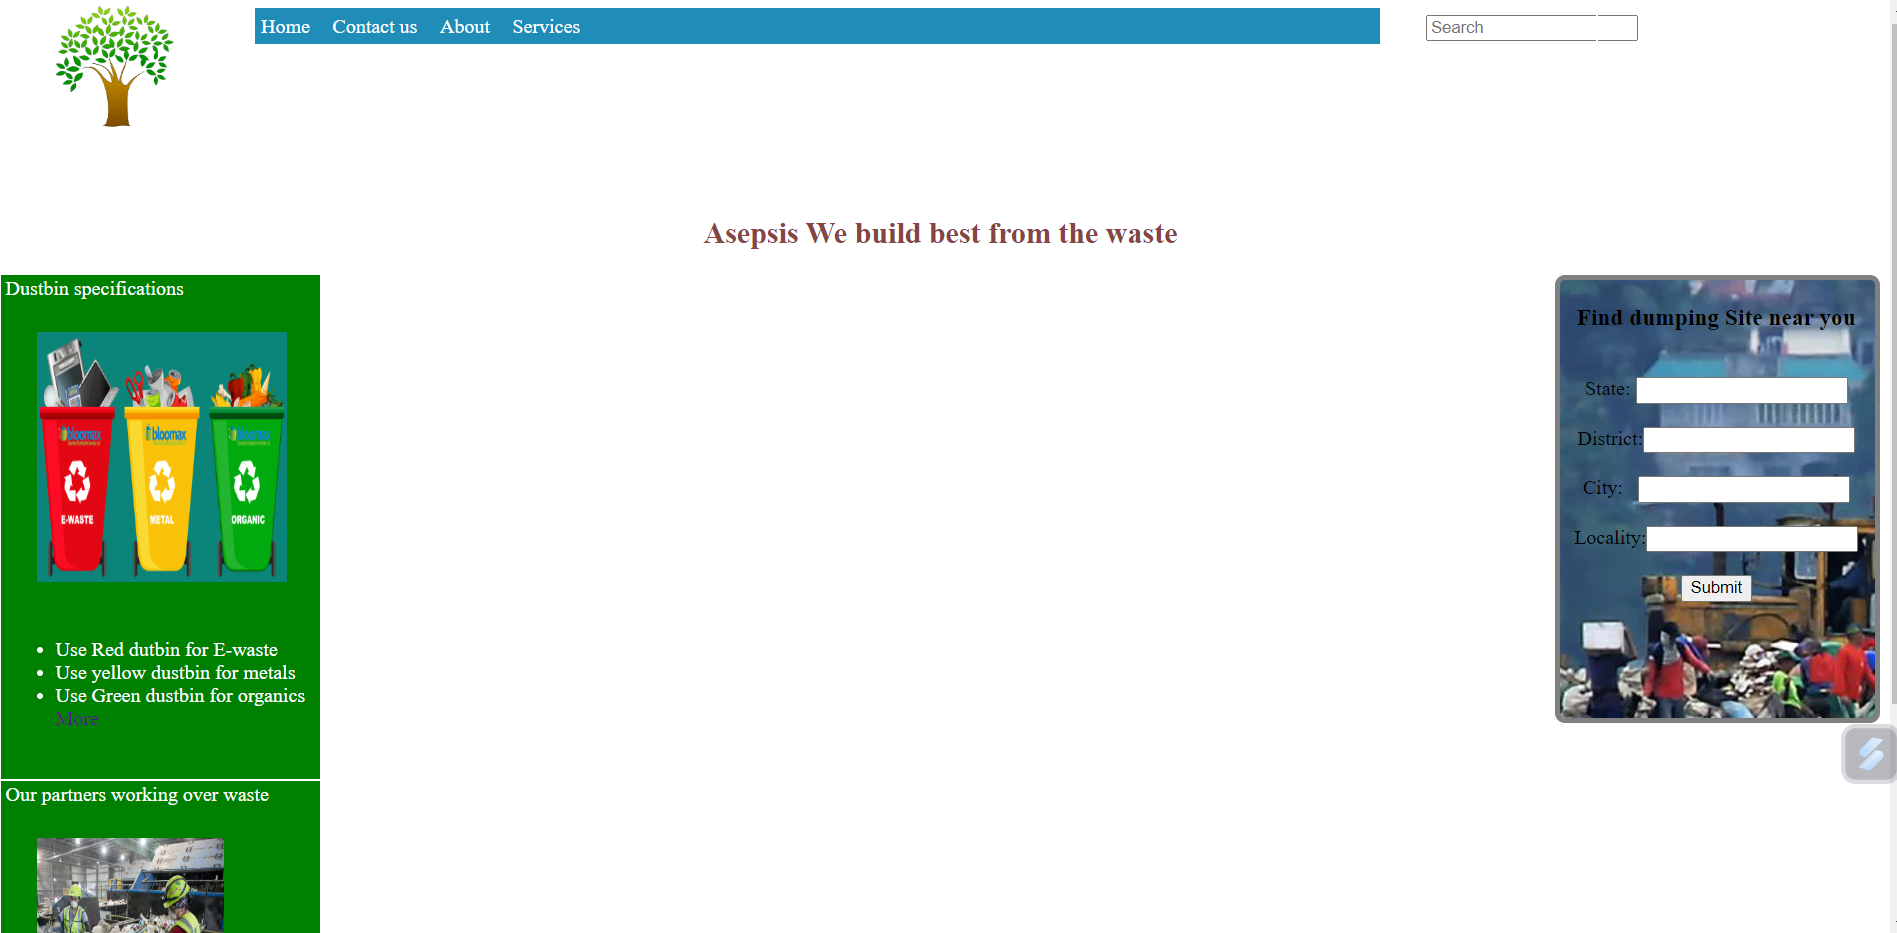 Home Contact us About Services
Search
Asepsis We build best from the waste
Dustbin specifications
bloomax bloomax bloomax
E-WASTE METAL ORGANIC
Use Red dutbin for E-waste
Use yellow dustbin for metals
Use Green dustbin for organics
More
Our partners working over waste
Find dumping Site near you
State:
District:
City:
Locality:
Submit